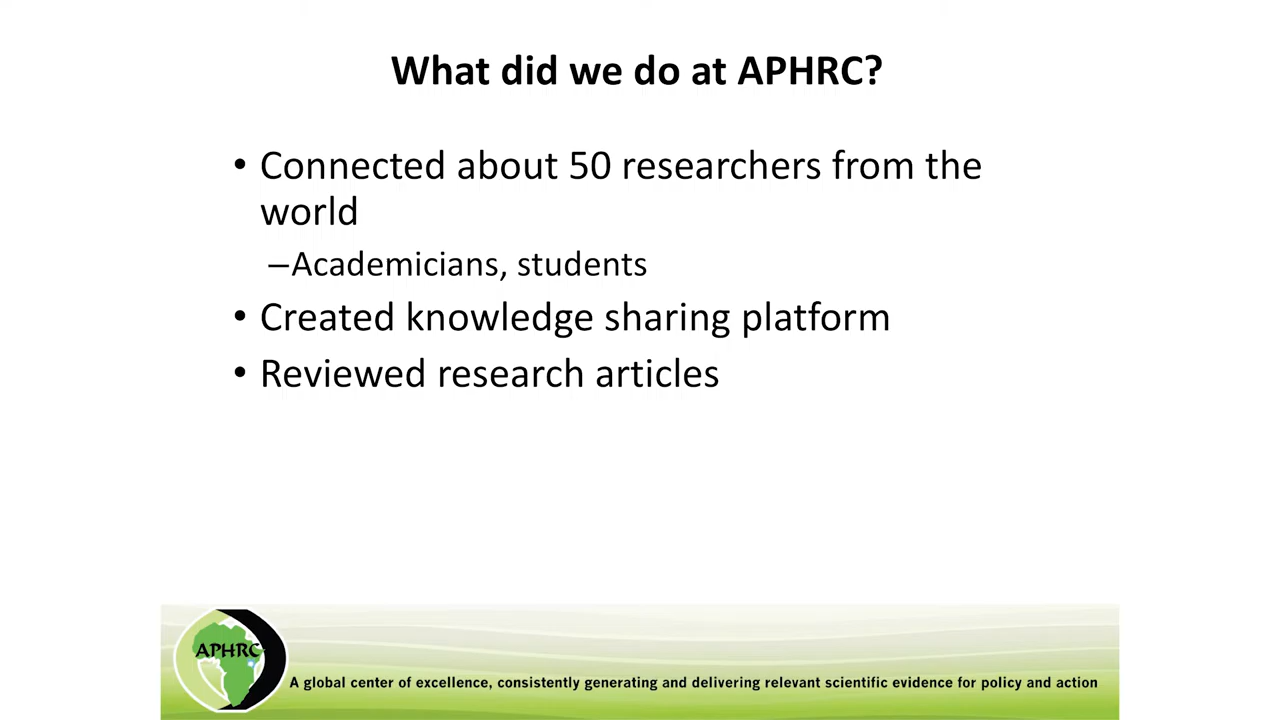 What did we do at APHRC?
• Connected about 50 researchers from the
world
–Academicians, students
• Created knowledge sharing platform
• Reviewed research articles
APHRC
A global center of excellence, consistently generating and delivering relevant scientific evidence for policy and action